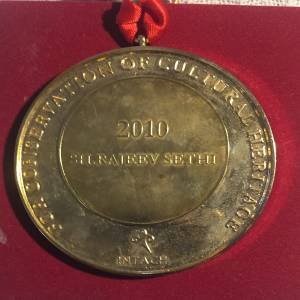 FOR CONSERVATION OF CULTURAL HERITAGE
2010
SH.RAJEEV SETHI
INTACH